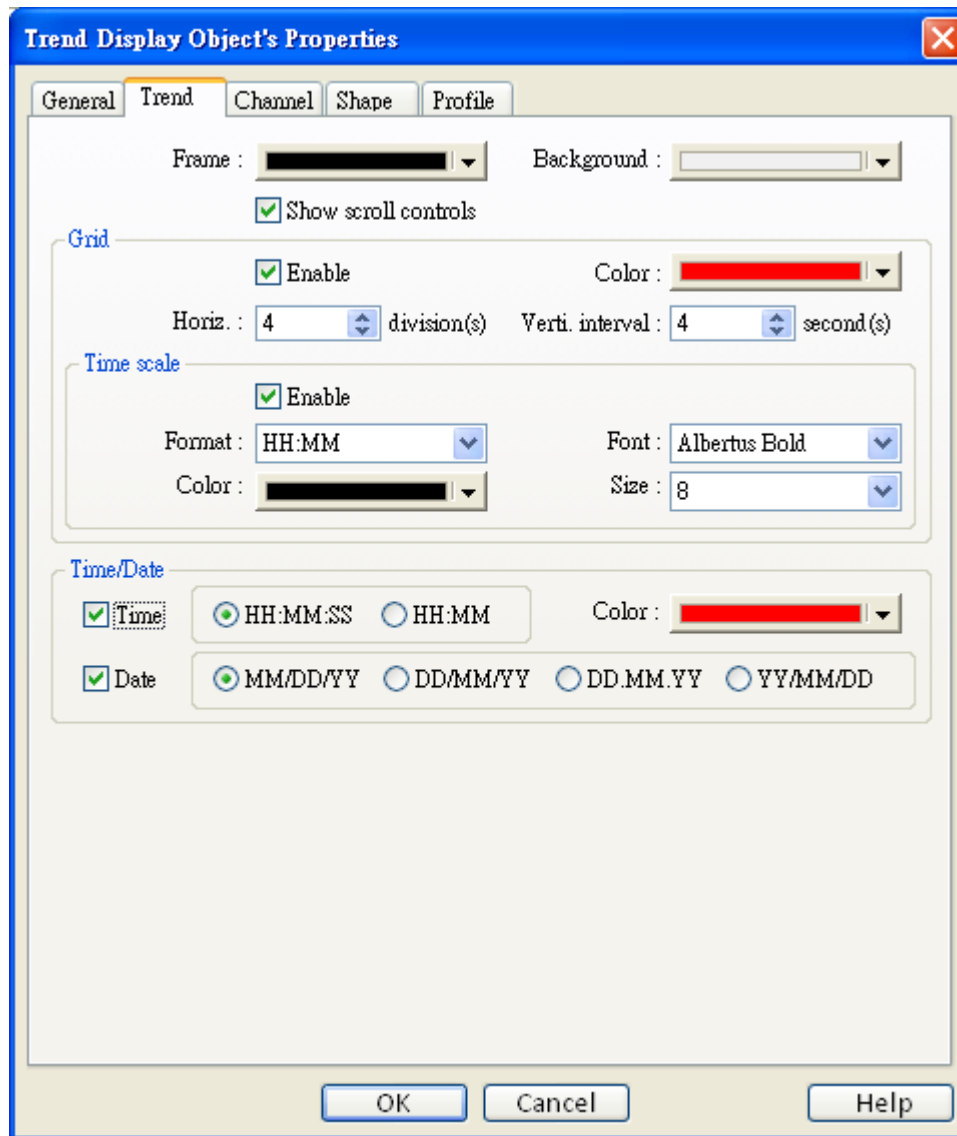 Trend Display Object's Properties
General Trend Channel Shape Profile
Frame : Background :
Show scroll controls
Grid
Enable Color :
Horiz. : 4 division(s) Verti. interval : 4 second(s)
Time scale
Enable
Format : HH:MM Font : Albertus Bold
Color : Size : 8
Time/Date
Time HH:MM:SS HH:MM Color :
Date MM/DD/YY DD/MM/YY DD.MM.YY YY/MM/DD
OK Cancel Help